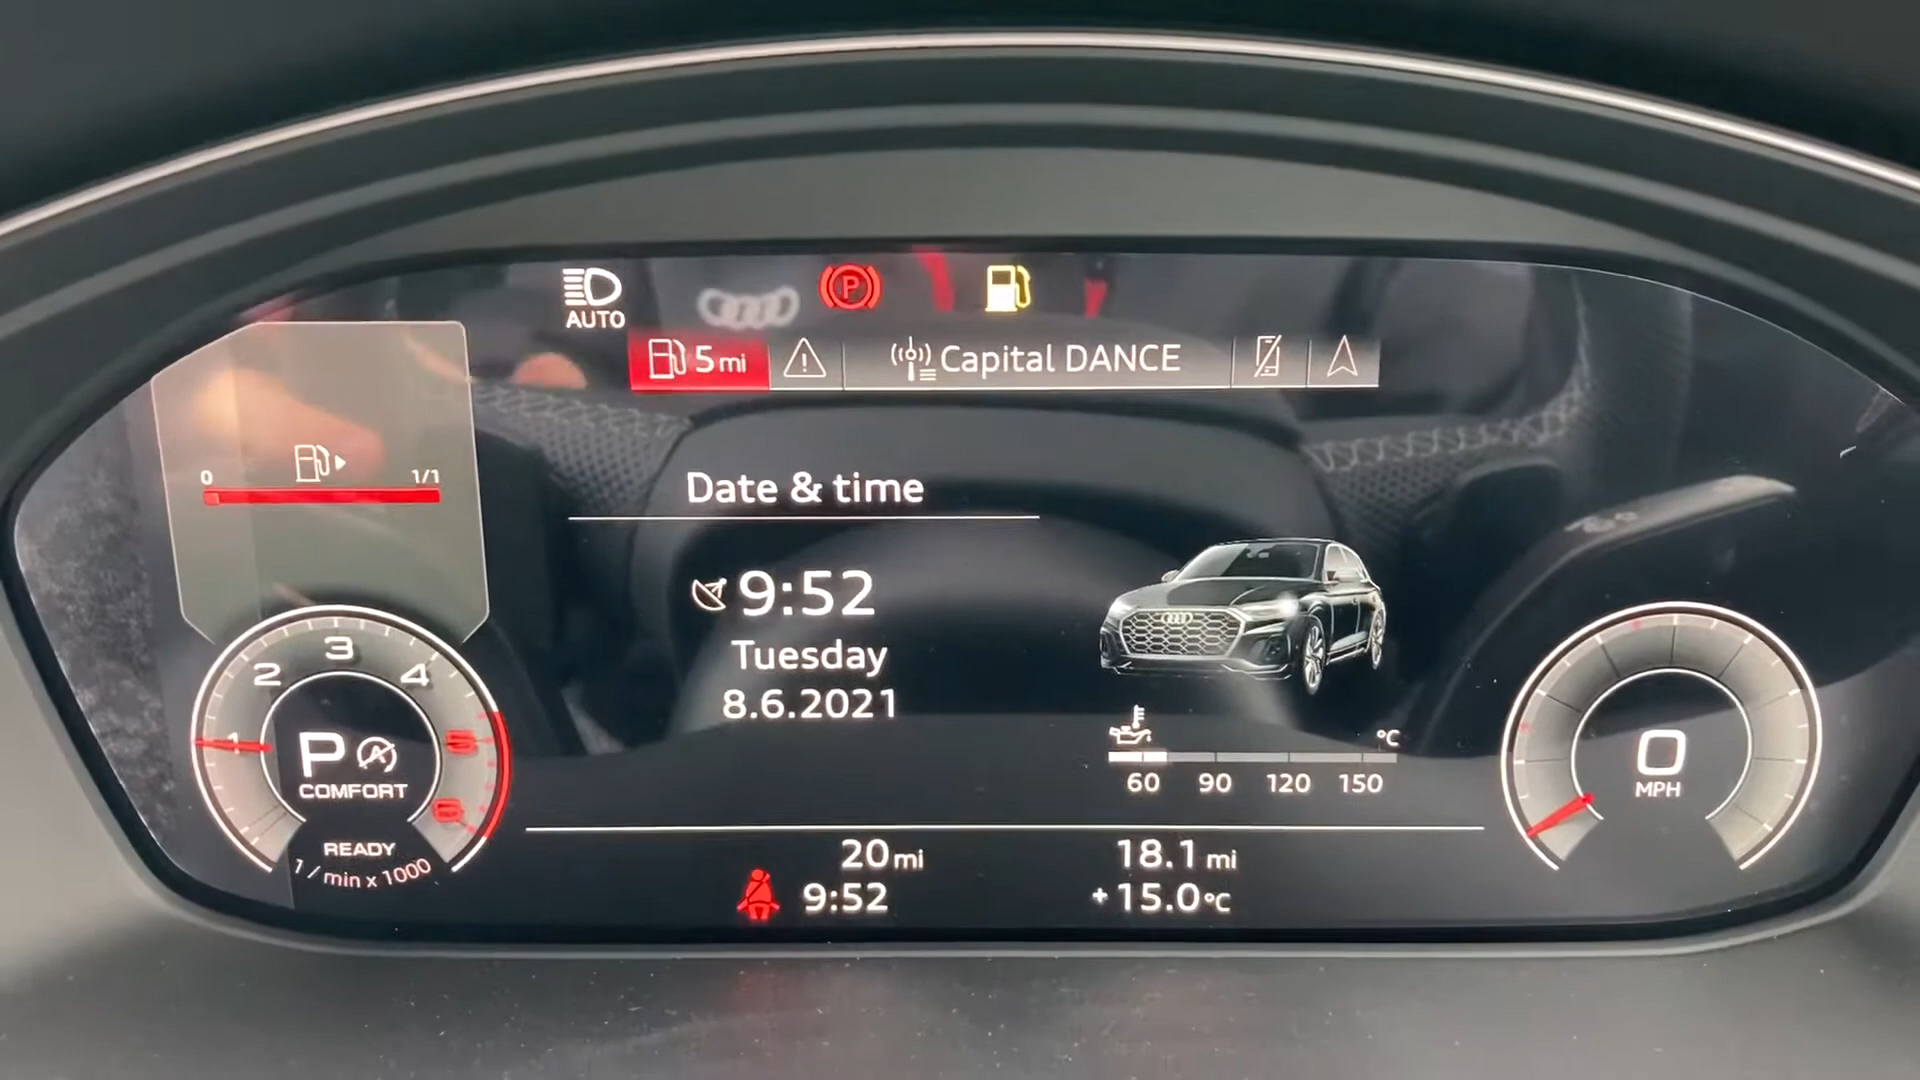 AUTO
P
5 mi
Capital DANCE
0 1/1
Date & time
9:52
Tuesday
8.6.2021
1 2 3 4 5 6
P A
COMFORT
READY
1 / min x 1000
°C
60 90 120 150
0
MPH
20 mi
18.1 mi
9:52
+15.0 °C